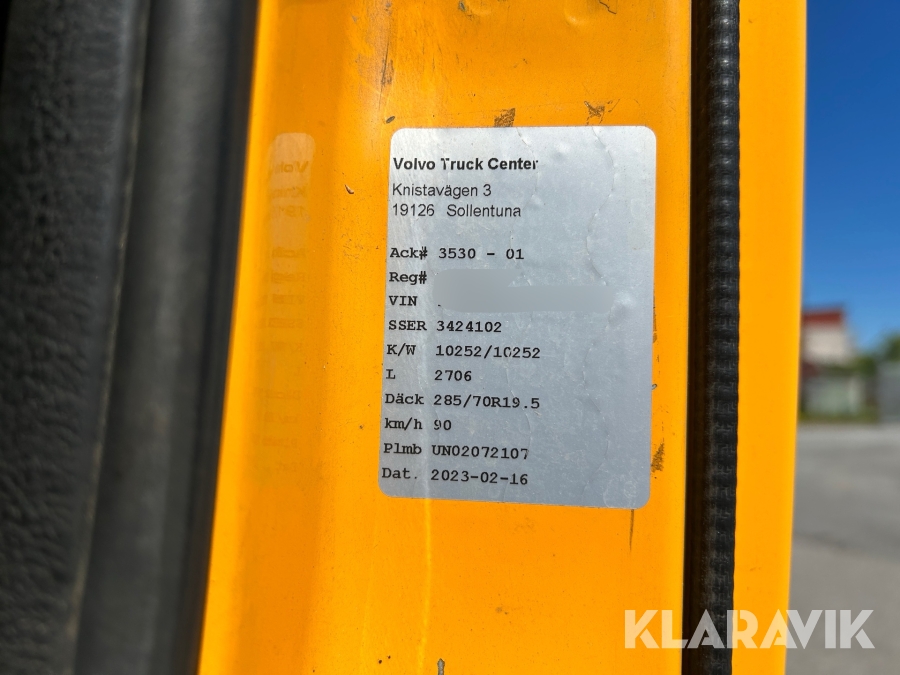 Volvo Truck Center
Knistavägen 3
19126 Sollentuna
Ack# 3530 - 01
Reg#
VIN
SSER 3424102
K/W 10252/10252
L 2706
Däck 285/70R19.5
km/h 90
Plmb UN02072107
Dat. 2023-02-16
KLARAVIK